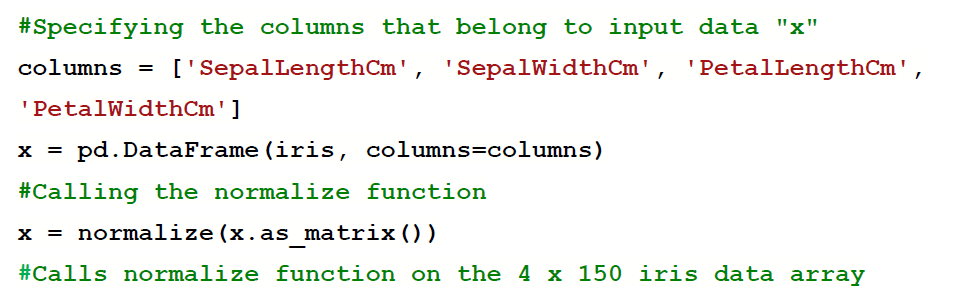 #Specifying the columns that belong to input data "x"
columns = ['SepalLengthCm', 'SepalWidthCm', 'PetalLengthCm',
'PetalWidthCm']
x = pd.DataFrame(iris, columns=columns)
#Calling the normalize function
x = normalize(x.as_matrix())
#Calls normalize function on the 4 x 150 iris data array